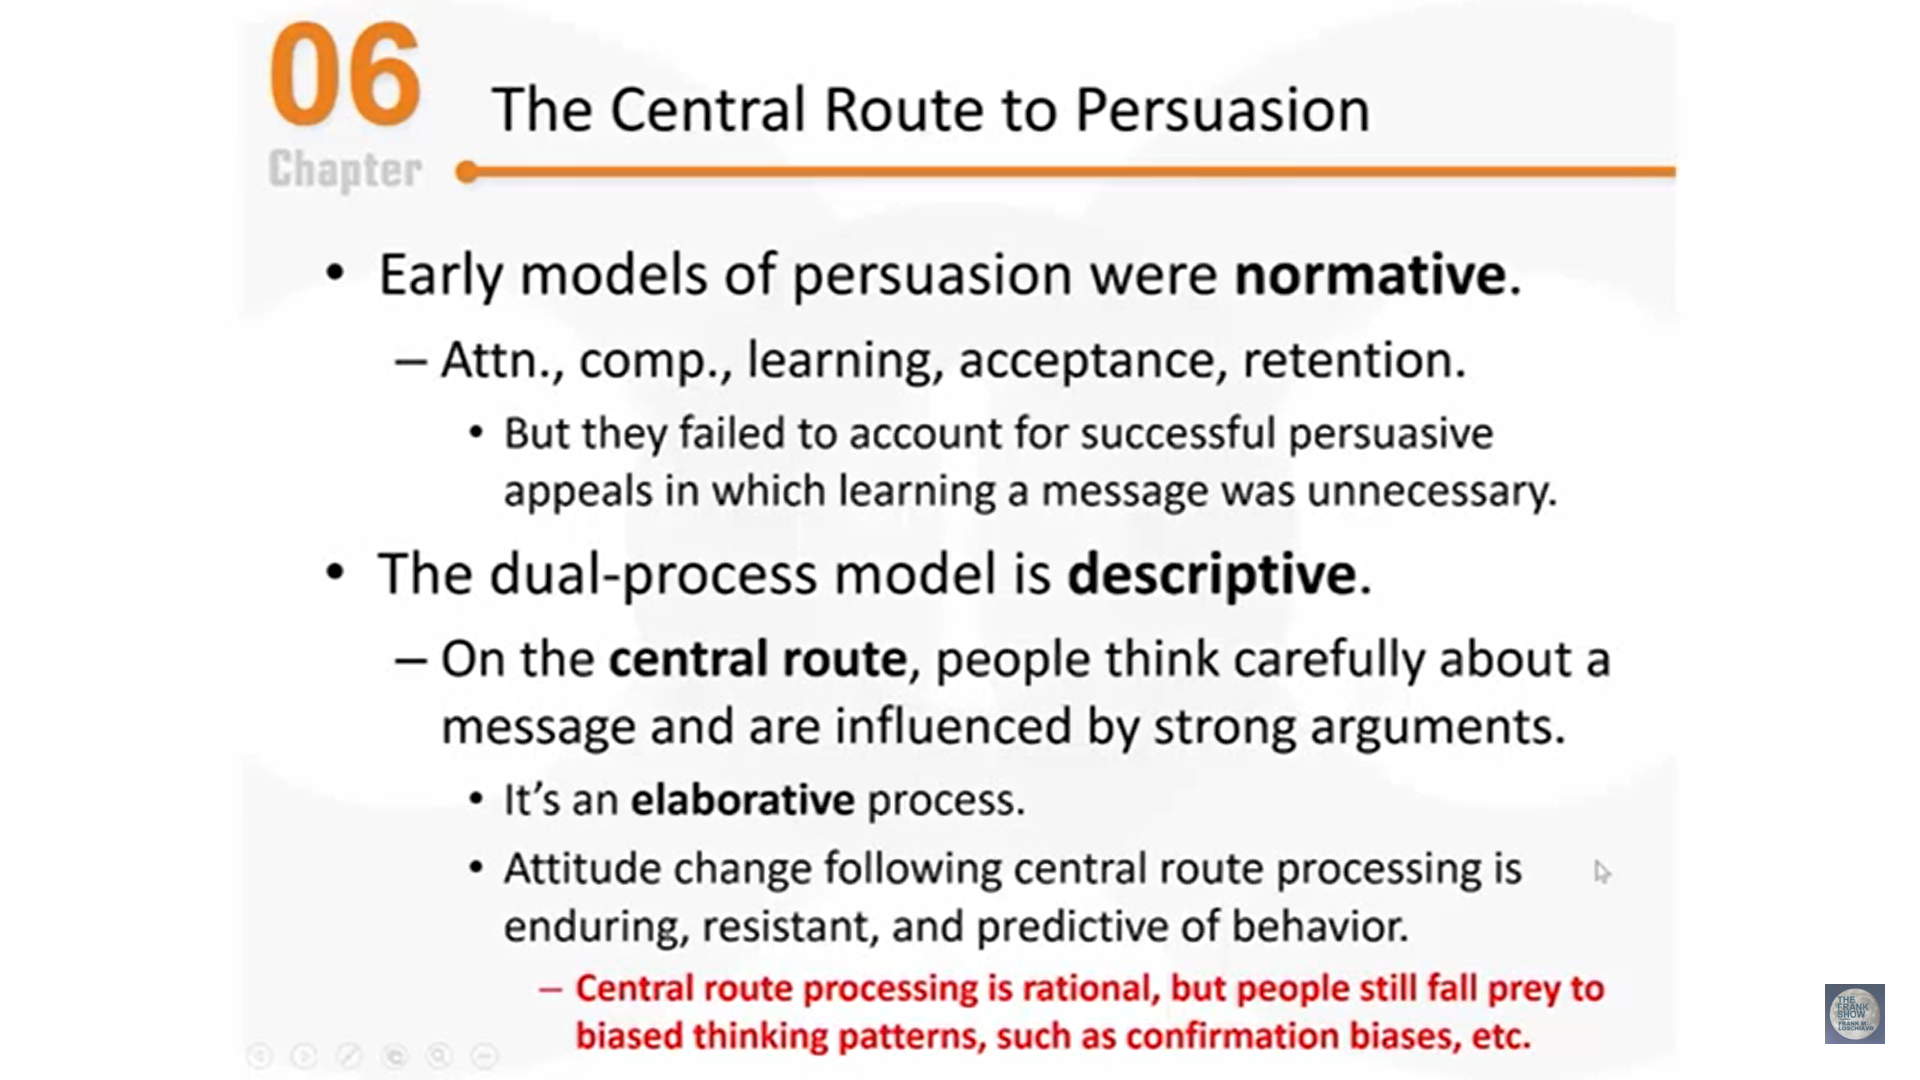 06
Chapter
The Central Route to Persuasion
• Early models of persuasion were normative.
– Attn., comp., learning, acceptance, retention.
• But they failed to account for successful persuasive
appeals in which learning a message was unnecessary.
• The dual-process model is descriptive.
– On the central route, people think carefully about a
message and are influenced by strong arguments.
• It's an elaborative process.
• Attitude change following central route processing is
enduring, resistant, and predictive of behavior.
– Central route processing is rational, but people still fall prey to
biased thinking patterns, such as confirmation biases, etc.
THE
FRANK
SHOW
FRANK M.
LOSCHIAVO